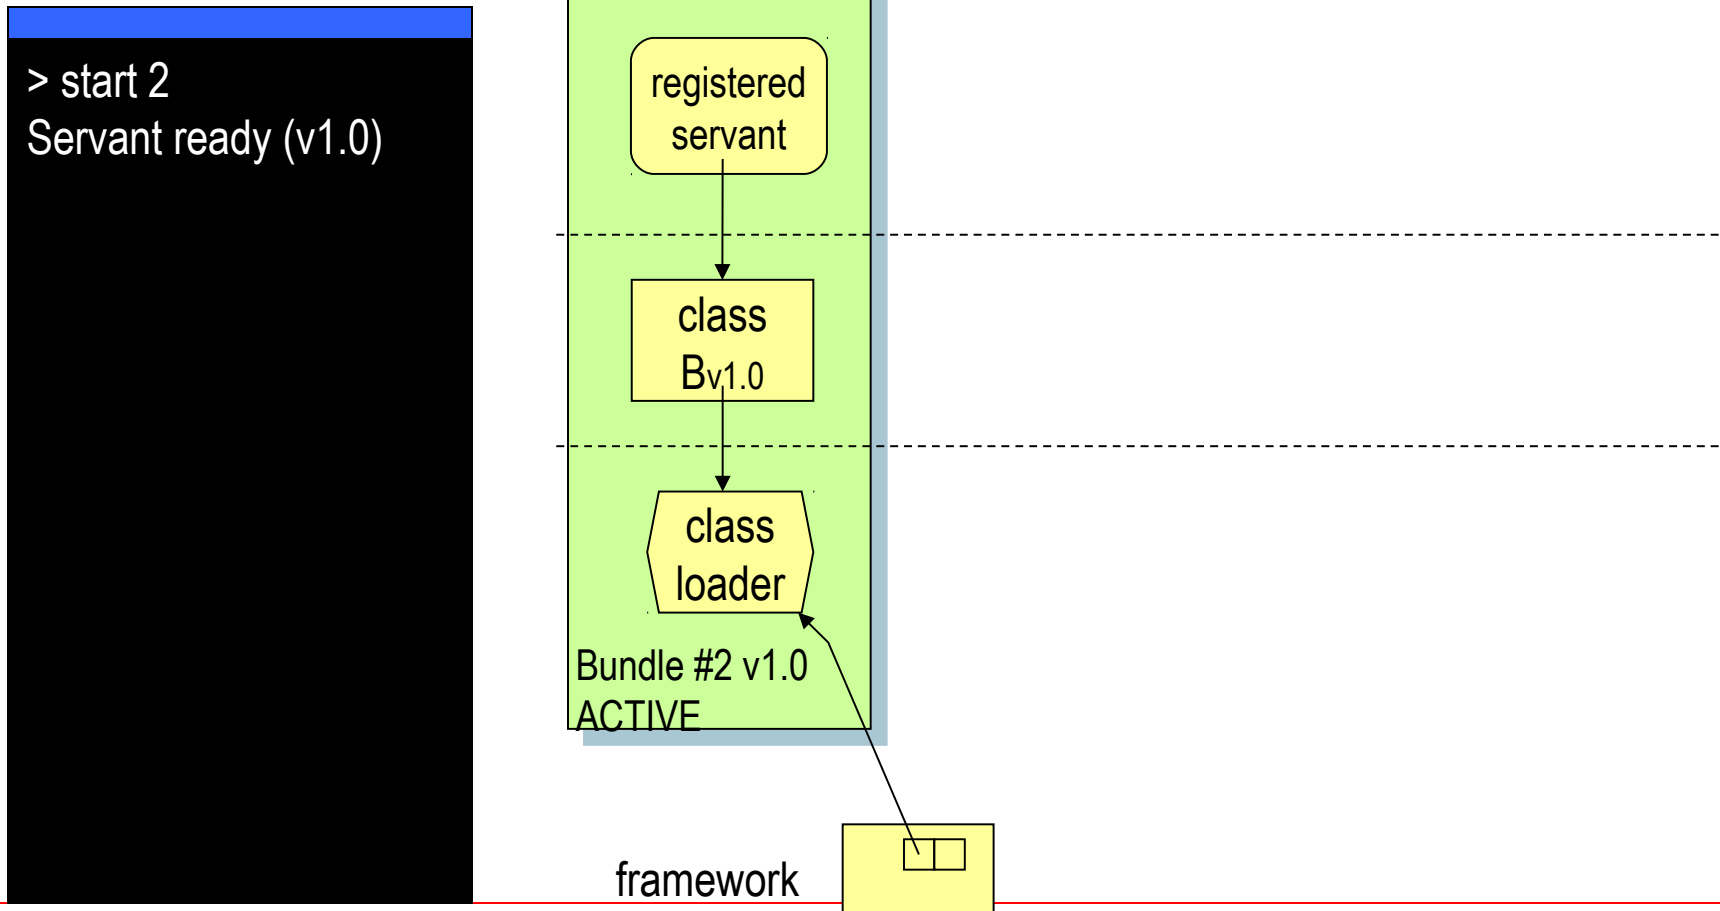 > start 2
Servant ready (v1.0)
registered
servant
class
Bv1.0
class
loader
Bundle #2 v1.0
ACTIVE
framework